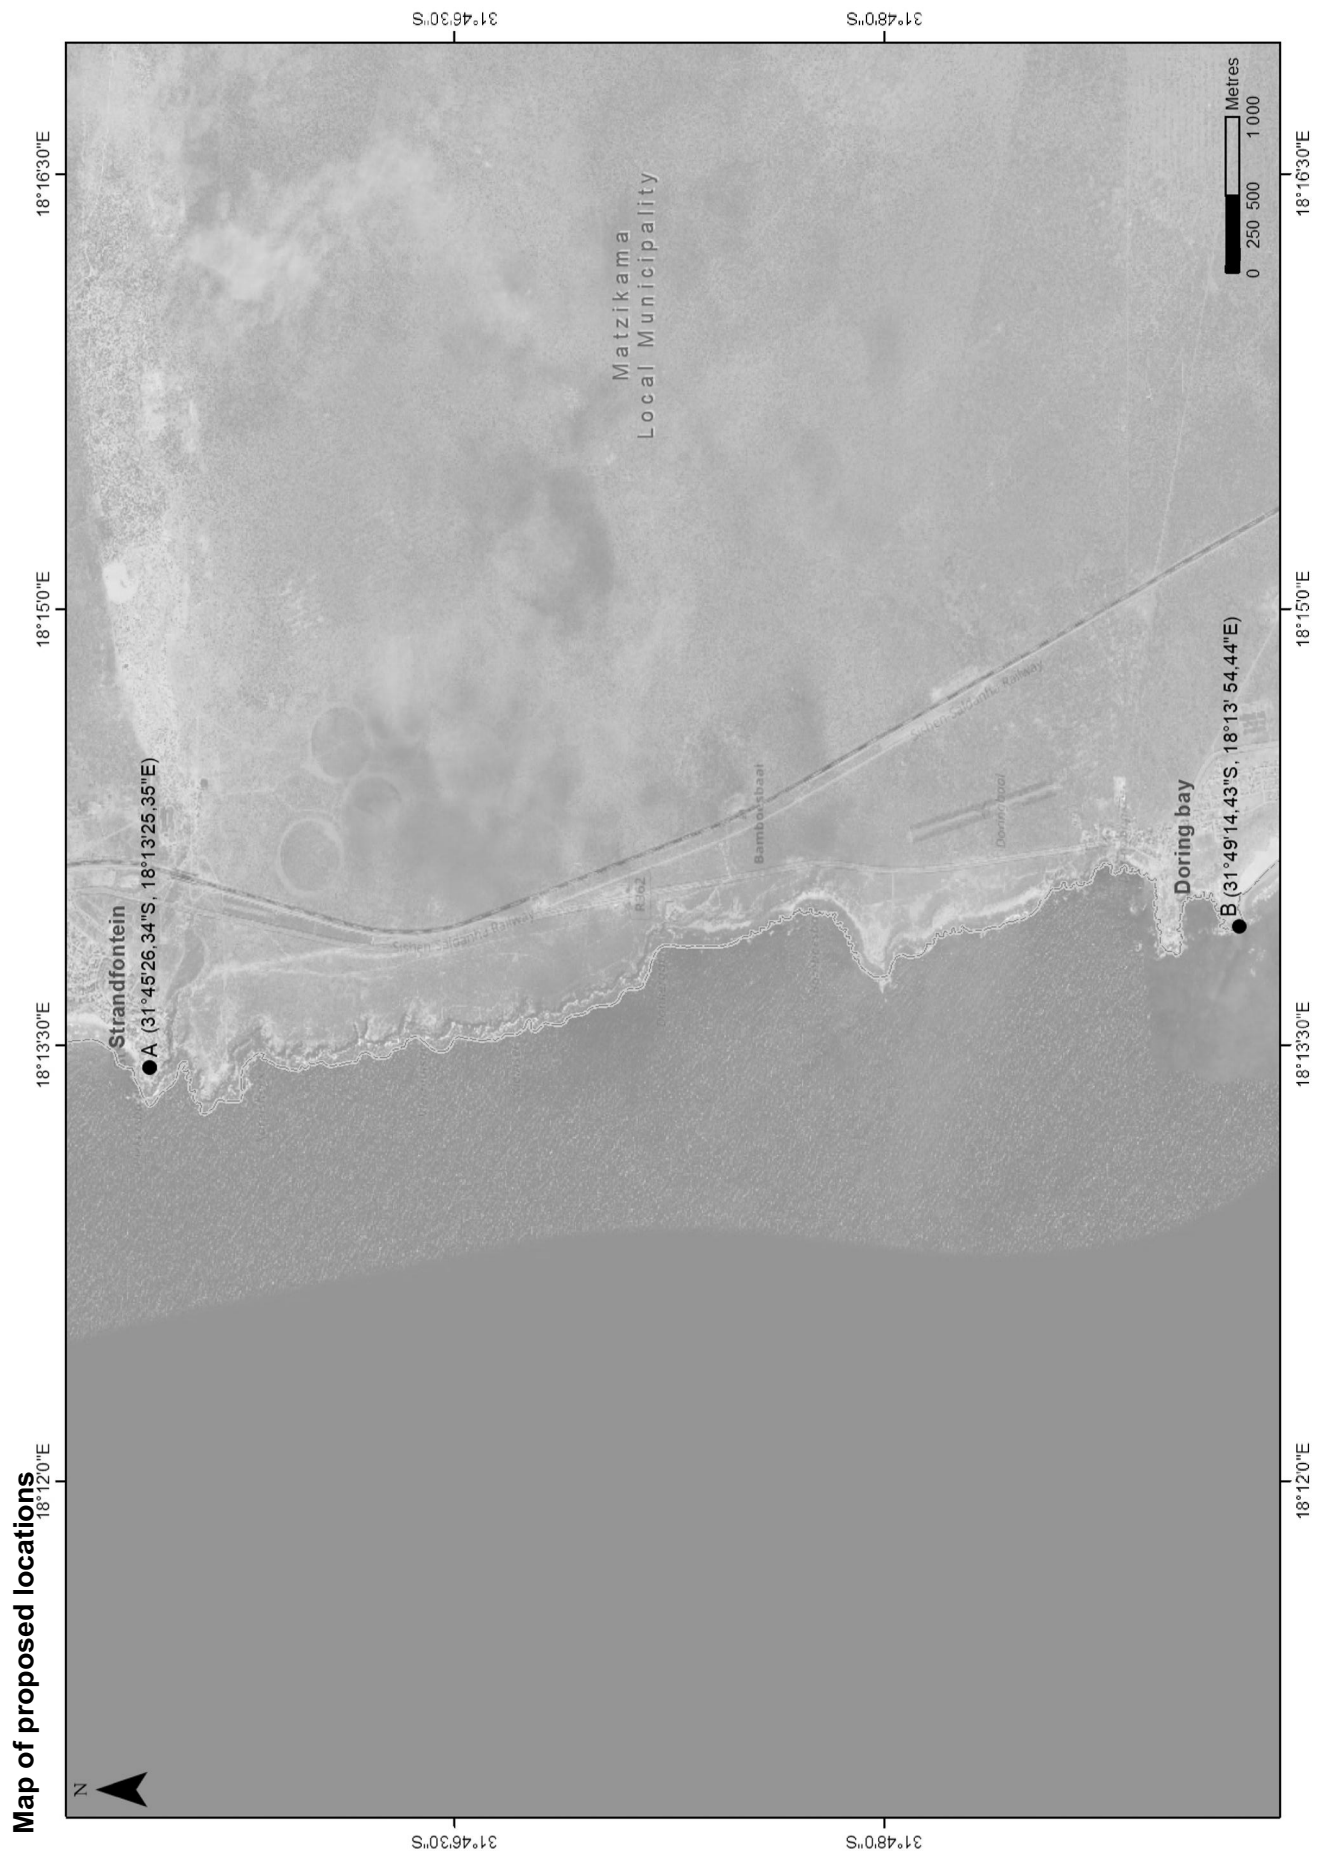 Map of proposed locations
18°12'0"E
18°13'30"E
18°15'0"E
18°16'30"E
N
Strandfontein
A (31°45'26,34"S, 18°13'25,35"E)
31°46'30"S
31°46'30"S
Sishen Saldanha Railway
Matzikama
Local Municipality
R362
Bamboesbaai
31°48'0"S
31°48'0"S
Sishen Saldanha Railway
Doringbaai
Doring bay
B (31°49'14,43"S, 18°13' 54,44"E)
0 250 500 1 000
Metres
18°12'0"E
18°13'30"E
18°15'0"E
18°16'30"E